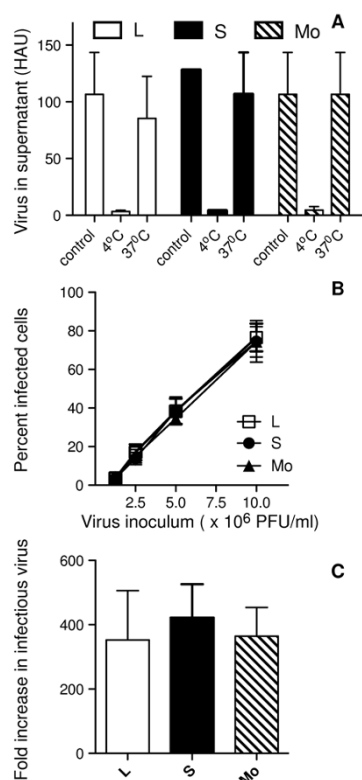 L S Mo A
Virus in supernatant (HAU)
150
100
50
0
control 4°C 37°C control 4°C 37°C control 4°C 37°C
B
Percent infected cells
100
80
60
40
20
0
L
S
Mo
2.5 5.0 7.5 10.0
Virus inoculum ( x 10⁶ PFU/ml)
C
Fold increase in infectious virus
600
400
200
0
L S Mo